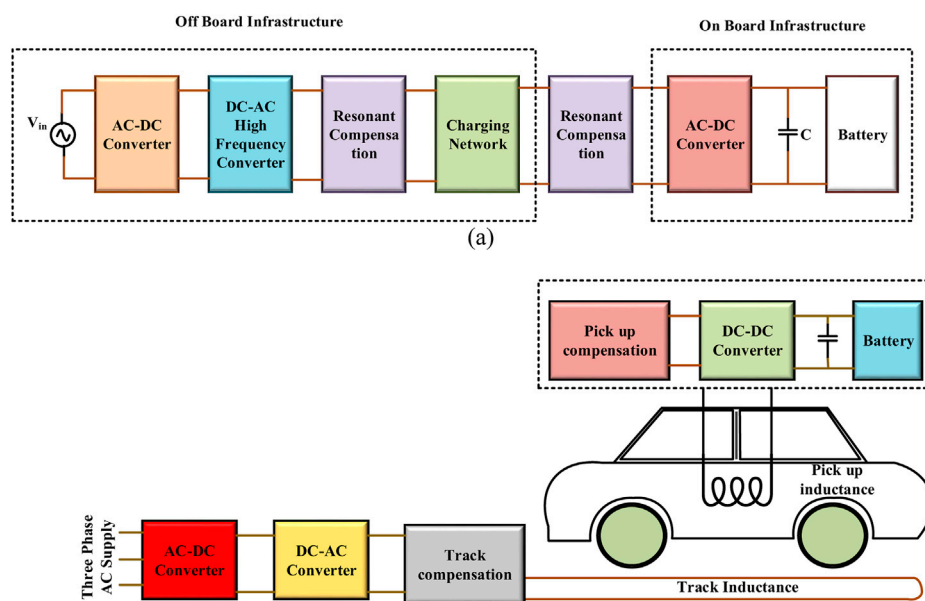 Off Board Infrastructure
On Board Infrastructure
V_in
AC-DC
Converter
DC-AC
High
Frequency
Converter
Resonant
Compensa
tion
Charging
Network
Resonant
Compensa
tion
AC-DC
Converter
C
Battery
(a)
Pick up
compensation
DC-DC
Converter
Battery
Pick up
inductance
Three Phase
AC Supply
AC-DC
Converter
DC-AC
Converter
Track
compensation
Track Inductance